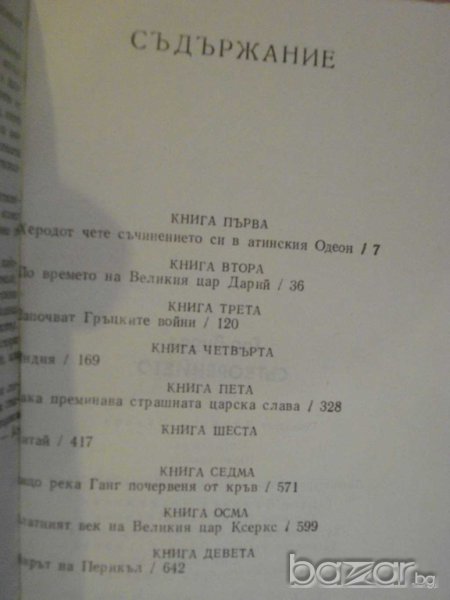 СЪДЪРЖАНИЕ
КНИГА ПЪРВА
Херодот чете съчинението си в атинския Одеон / 7
КНИГА ВТОРА
По времето на Великия цар Дарий / 36
КНИГА ТРЕТА
Започват Гръцките войни / 120
КНИГА ЧЕТВЪРТА
Индия / 169
КНИГА ПЕТА
ака преминава страшната царска слава / 328
КНИГА ШЕСТА
Китай / 417
КНИГА СЕДМА
ащо река Ганг почервеня от кръв / 571
КНИГА ОСМА
Златният век на Великия цар Ксеркс / 599
КНИГА ДЕВЕТА
Мирът на Перикъл / 642
bazar.bg